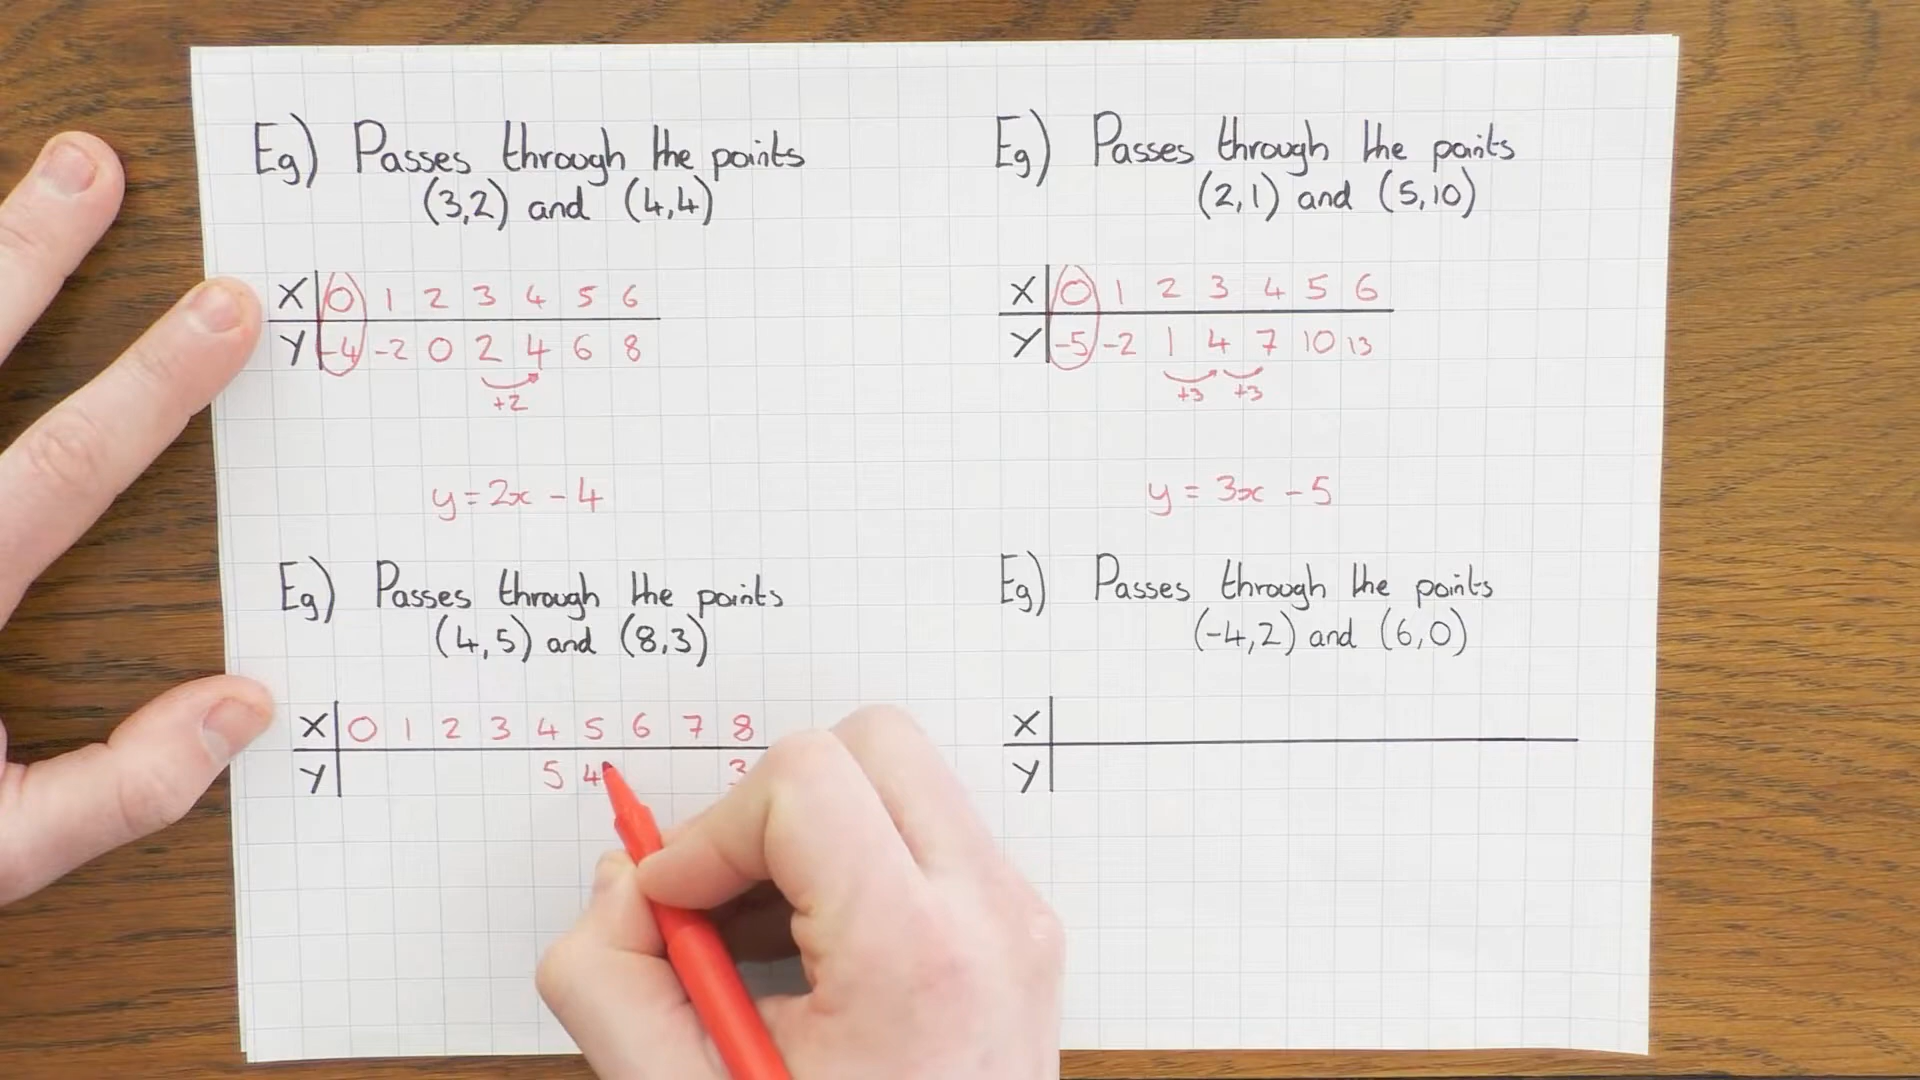 Eg) Passes through the points
(3,2) and (4,4)
X 0 1 2 3 4 5 6
Y -4 -2 0 2 4 6 8
+2
y = 2x - 4
Eg) Passes through the points
(2,1) and (5,10)
X 0 1 2 3 4 5 6
Y -5 -2 1 4 7 10 13
+3 +3
y = 3x - 5
Eg) Passes through the points
(4,5) and (8,3)
X 0 1 2 3 4 5 6 7 8
Y 5 4 3
Eg) Passes through the points
(-4,2) and (6,0)
X
Y